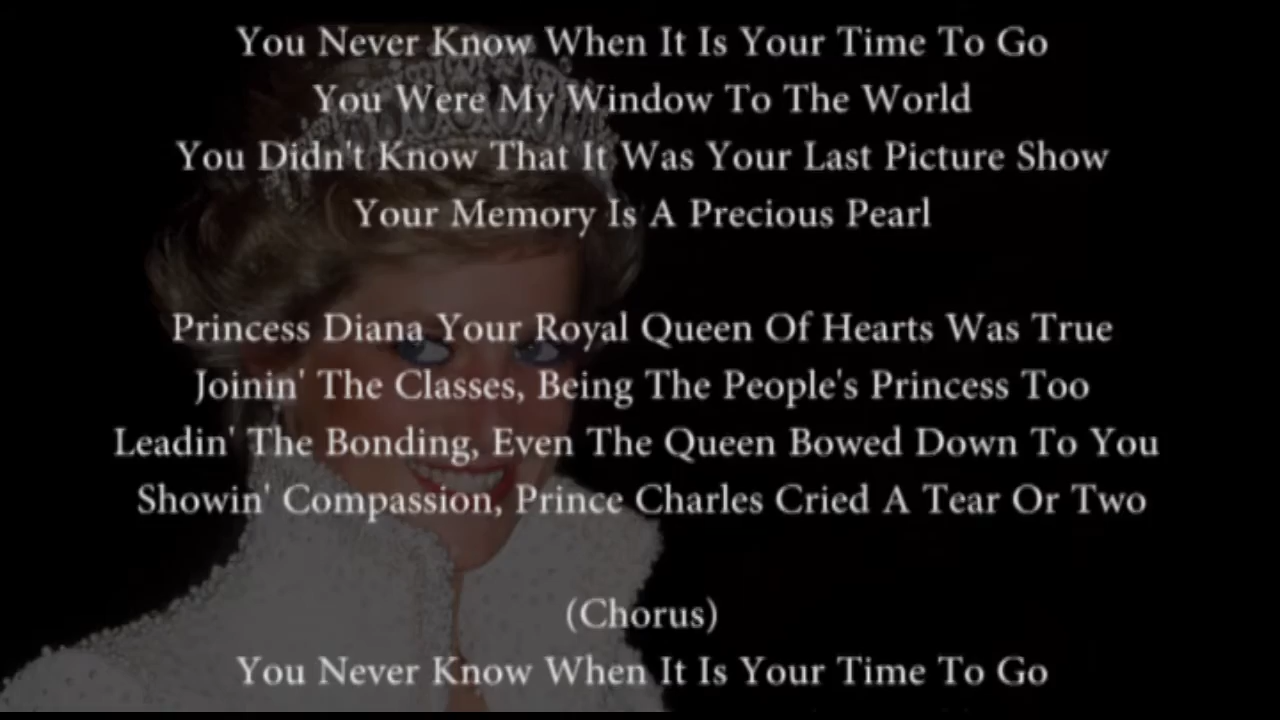 You Never Know When It Is Your Time To Go
You Were My Window To The World
You Didn't Know That It Was Your Last Picture Show
Your Memory Is A Precious Pearl
Princess Diana Your Royal Queen Of Hearts Was True
Joinin' The Classes, Being The People's Princess Too
Leadin' The Bonding, Even The Queen Bowed Down To You
Showin' Compassion, Prince Charles Cried A Tear Or Two
(Chorus)
You Never Know When It Is Your Time To Go